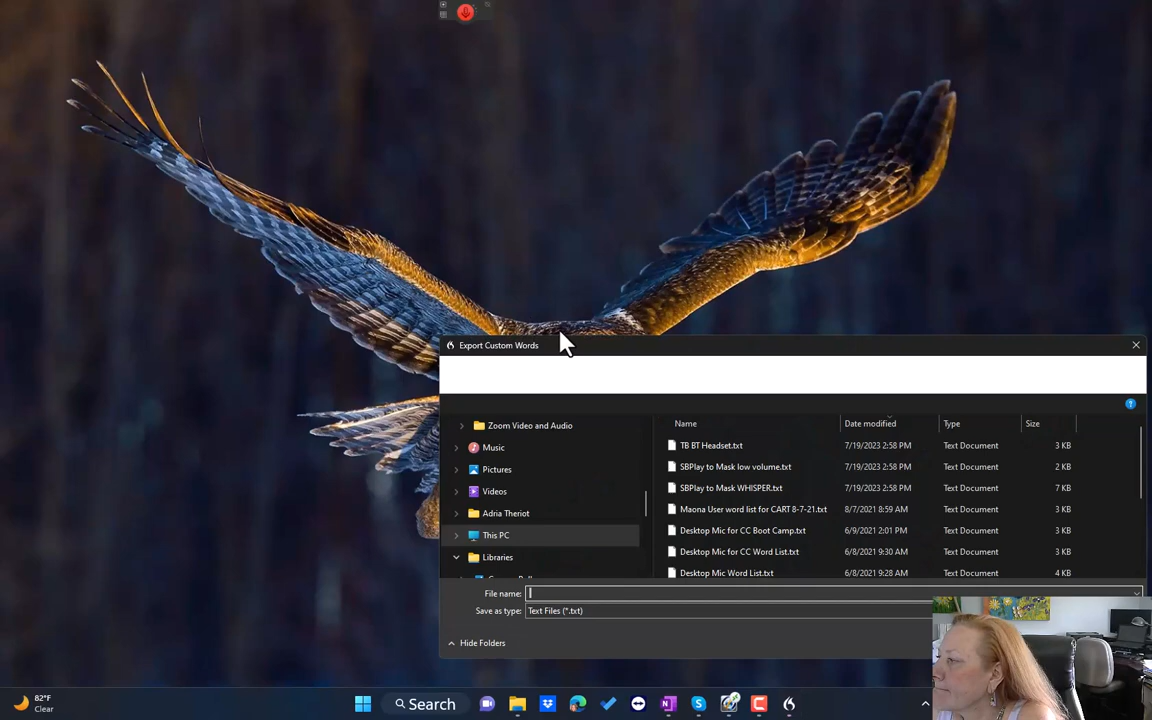 Export Custom Words
Zoom Video and Audio
Music
Pictures
Videos
Adria Theriot
This PC
Libraries
Name Date modified Type Size
TB BT Headset.txt 7/19/2023 2:58 PM Text Document 3 KB
SBPlay to Mask low volume.txt 7/19/2023 2:58 PM Text Document 2 KB
SBPlay to Mask WHISPER.txt 7/19/2023 2:58 PM Text Document 7 KB
Maona User word list for CART 8-7-21.txt 8/7/2021 8:59 AM Text Document 3 KB
Desktop Mic for CC Boot Camp.txt 6/9/2021 2:01 PM Text Document 3 KB
Desktop Mic for CC Word List.txt 6/8/2021 9:30 AM Text Document 3 KB
Desktop Mic Word List.txt 6/8/2021 9:28 AM Text Document 4 KB
File name:
Save as type: Text Files (*.txt)
Hide Folders
82°F
Clear
Search